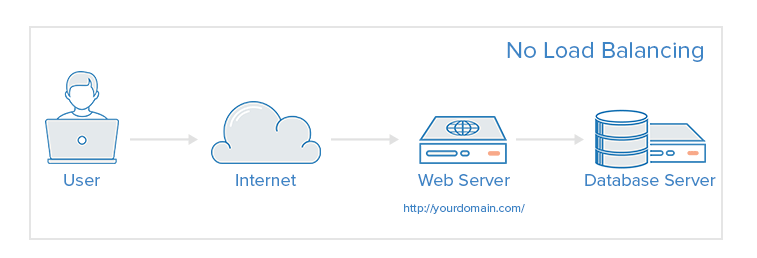 No Load Balancing
User
Internet
Web Server
Database Server
http://yourdomain.com/